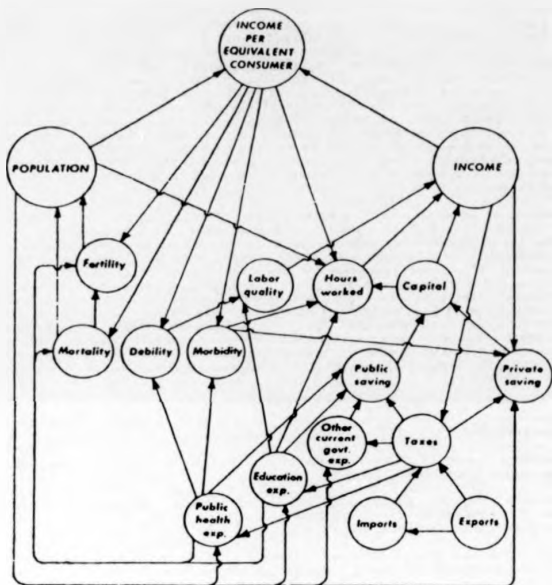 INCOME
PER
EQUIVALENT
CONSUMER
POPULATION
INCOME
Fertility
Labor
quality
Hours
worked
Capital
Mortality
Debility
Morbidity
Public
saving
Private
saving
Other
current
govt.
exp.
Taxes
Education
exp.
Public
health
exp.
Imports
Exports